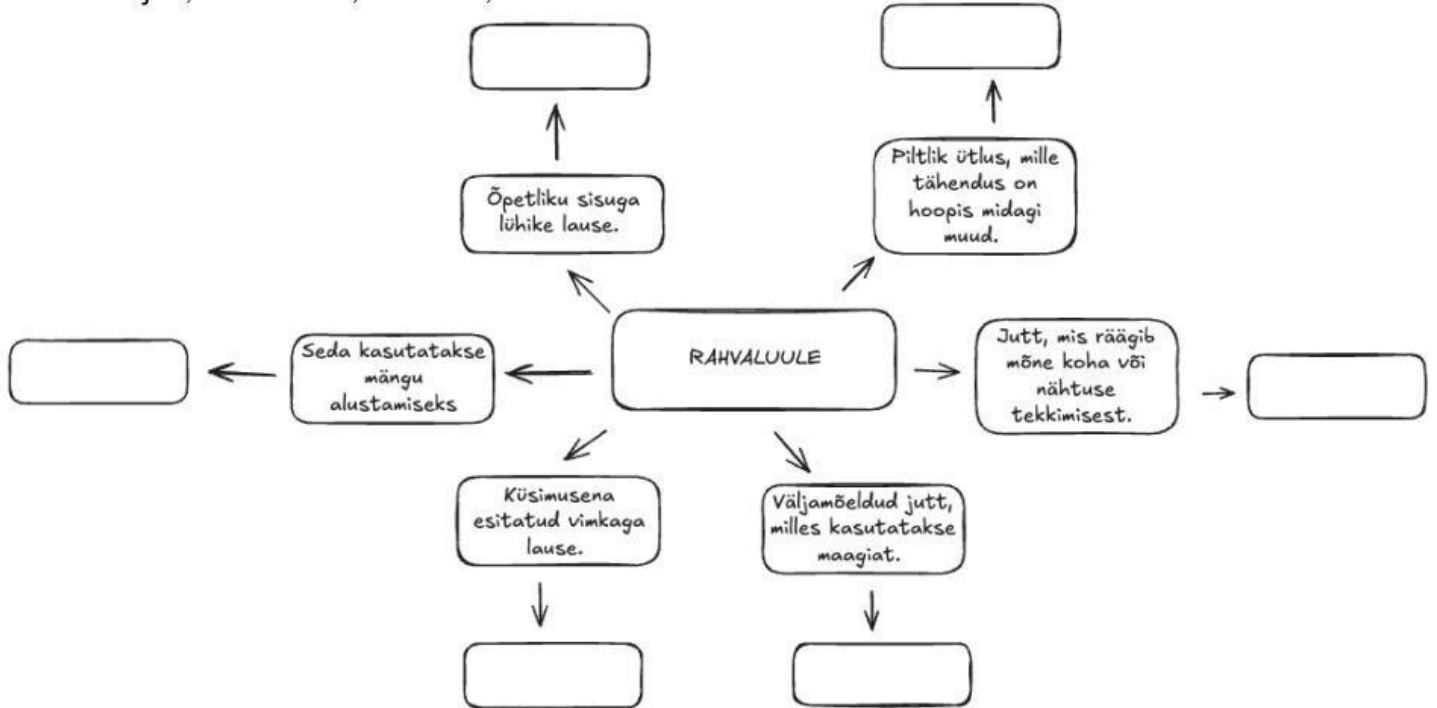 Piltlik ütlus, mille
tähendus on
hoopis midagi
muud.
Õpetliku sisuga
lühike lause.
RAHVALUULE
Seda kasutatakse
mängu
alustamiseks
Jutt, mis räägib
mõne koha või
nähtuse
tekkimisest.
Küsimusena
esitatud vimkaga
lause.
Väljamõeldud jutt,
milles kasutatakse
maagiat.